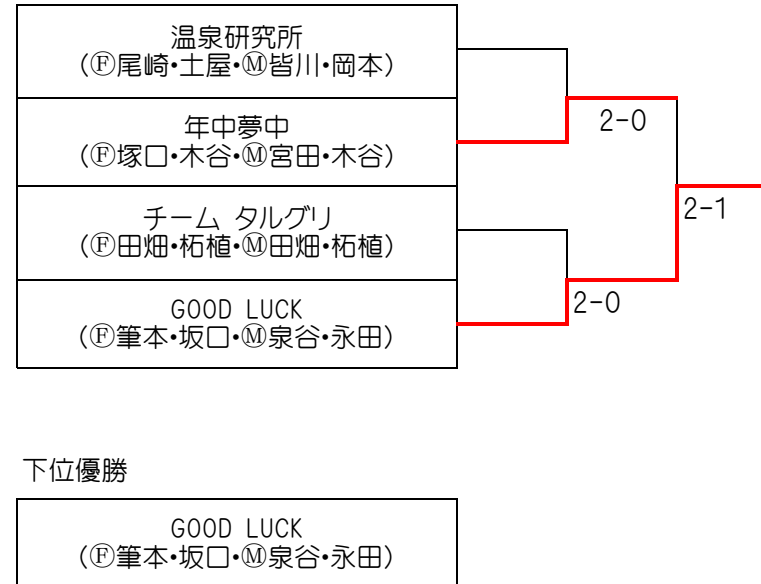 温泉研究所
(Ⓕ尾崎・土屋・Ⓜ皆川・岡本)
年中夢中
(Ⓕ塚口・木谷・Ⓜ宮田・木谷)
2-0
チーム タルグリ
(Ⓕ田畑・柘植・Ⓜ田畑・柘植)
2-1
GOOD LUCK
(Ⓕ筆本・坂口・Ⓜ泉谷・永田)
2-0
下位優勝
GOOD LUCK
(Ⓕ筆本・坂口・Ⓜ泉谷・永田)